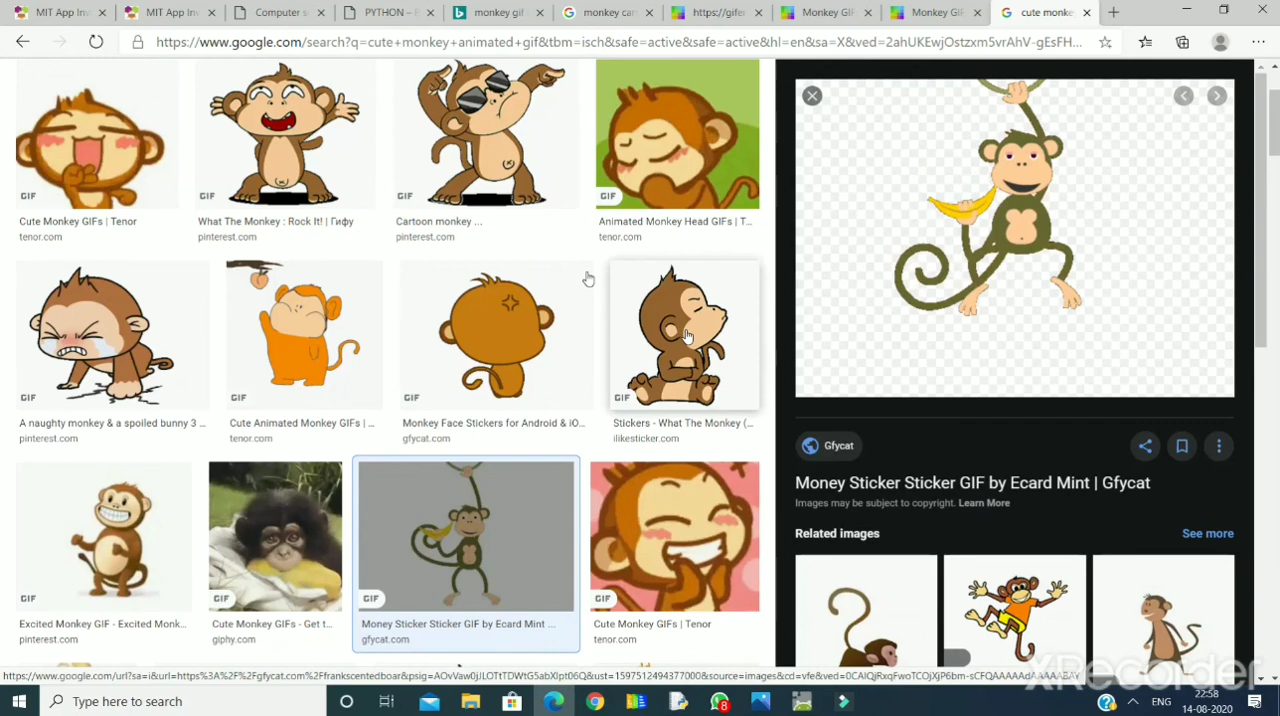 MIT App Inv
MIT App Inv
Computer s
PYTHON – E
monkey gif
monkey car
https://gifer
Monkey GIF
Monkey GIF
cute monke
https://www.google.com/search?q=cute+monkey+animated+gif&tbm=isch&safe=active&safe=active&hl=en&sa=X&ved=2ahUKEwjOstzxm5vrAhV-gEsFH...
GIF
GIF
GIF
GIF
Cute Monkey GIFs | Tenor
tenor.com
What The Monkey : Rock It! | Гифу
pinterest.com
Cartoon monkey ...
pinterest.com
Animated Monkey Head GIFs | T...
tenor.com
GIF
GIF
GIF
GIF
A naughty monkey & a spoiled bunny 3 ...
pinterest.com
Cute Animated Monkey GIFs | ...
tenor.com
Monkey Face Stickers for Android & iO...
gfycat.com
Stickers - What The Monkey (...
ilikesticker.com
GIF
GIF
GIF
GIF
Excited Monkey GIF - Excited Monk...
pinterest.com
Cute Monkey GIFs - Get t...
giphy.com
Money Sticker Sticker GIF by Ecard Mint ...
gfycat.com
Cute Monkey GIFs | Tenor
tenor.com
Gfycat
Money Sticker Sticker GIF by Ecard Mint | Gfycat
Images may be subject to copyright. Learn More
Related images
See more
XRecorder
Type here to search
8
ENG
22:58
14-08-2020